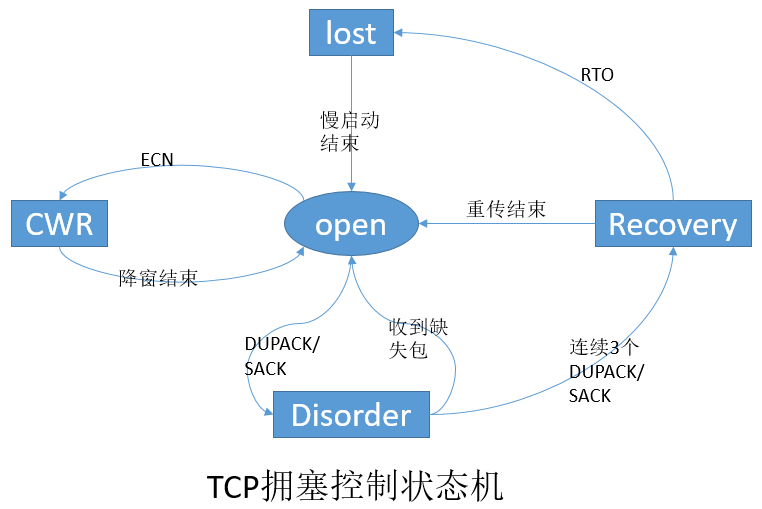 lost
RTO
慢启动
结束
ECN
CWR
open
重传结束
Recovery
降窗结束
DUPACK/
SACK
收到缺
失包
连续3个
DUPACK/
SACK
Disorder
TCP拥塞控制状态机